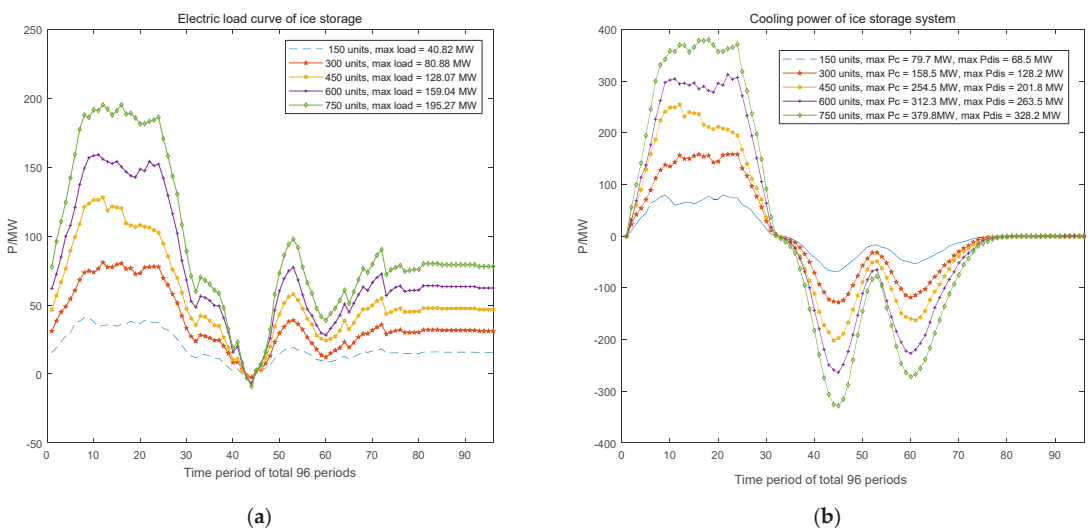 Electric load curve of ice storage
250
200
150
100
50
0
-50
P/MW
150 units, max load = 40.82 MW
300 units, max load = 80.88 MW
450 units, max load = 128.07 MW
600 units, max load = 159.04 MW
750 units, max load = 195.27 MW
0 10 20 30 40 50 60 70 80 90
Time period of total 96 periods
(a)
Cooling power of ice storage system
400
300
200
100
0
-100
-200
-300
-400
P/MW
150 units, max Pc = 79.7 MW, max Pdis = 68.5 MW
300 units, max Pc = 158.5 MW, max Pdis = 128.2 MW
450 units, max Pc = 254.5 MW, max Pdis = 201.8 MW
600 units, max Pc = 312.3 MW, max Pdis = 263.5 MW
750 units, max Pc = 379.8MW, max Pdis = 328.2 MW
0 10 20 30 40 50 60 70 80 90
Time period of total 96 periods
(b)